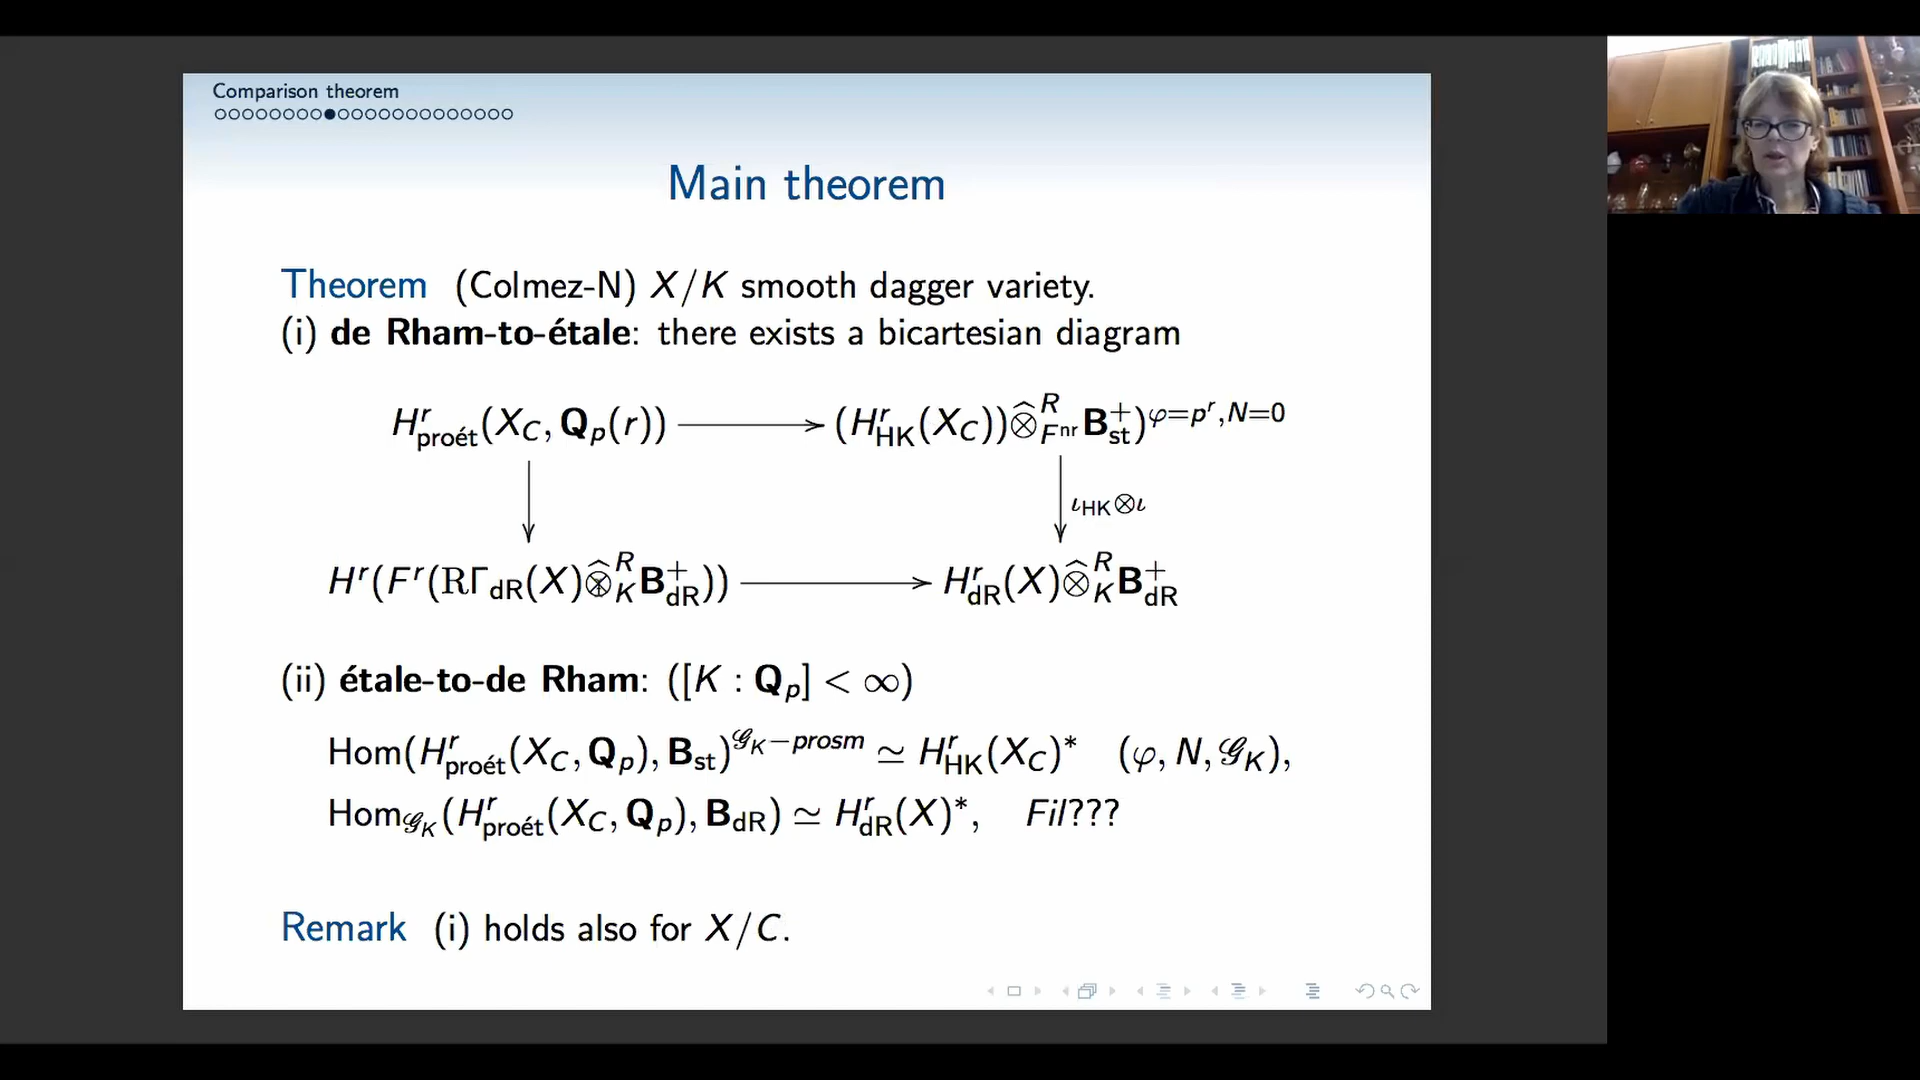 Comparison theorem
Main theorem
Theorem (Colmez-N) X/K smooth dagger variety.
(i) de Rham-to-étale: there exists a bicartesian diagram
H^r_proét(X_C, Q_p(r)) ⟶ (H^r_HK(X_C)) ⊗̂^R_{F^nr} B^+_st)^{φ=p^r, N=0}
ι_HK ⊗ ι
H^r(F^r(RΓ_dR(X) ⊗̂^R_K B^+_dR)) ⟶ H^r_dR(X) ⊗̂^R_K B^+_dR
(ii) étale-to-de Rham: ([K : Q_p] < ∞)
Hom(H^r_proét(X_C, Q_p), B_st)^{𝒢_K−prosm} ≃ H^r_HK(X_C)* (φ, N, 𝒢_K),
Hom_{𝒢_K}(H^r_proét(X_C, Q_p), B_dR) ≃ H^r_dR(X)*, Fil???
Remark (i) holds also for X/C.